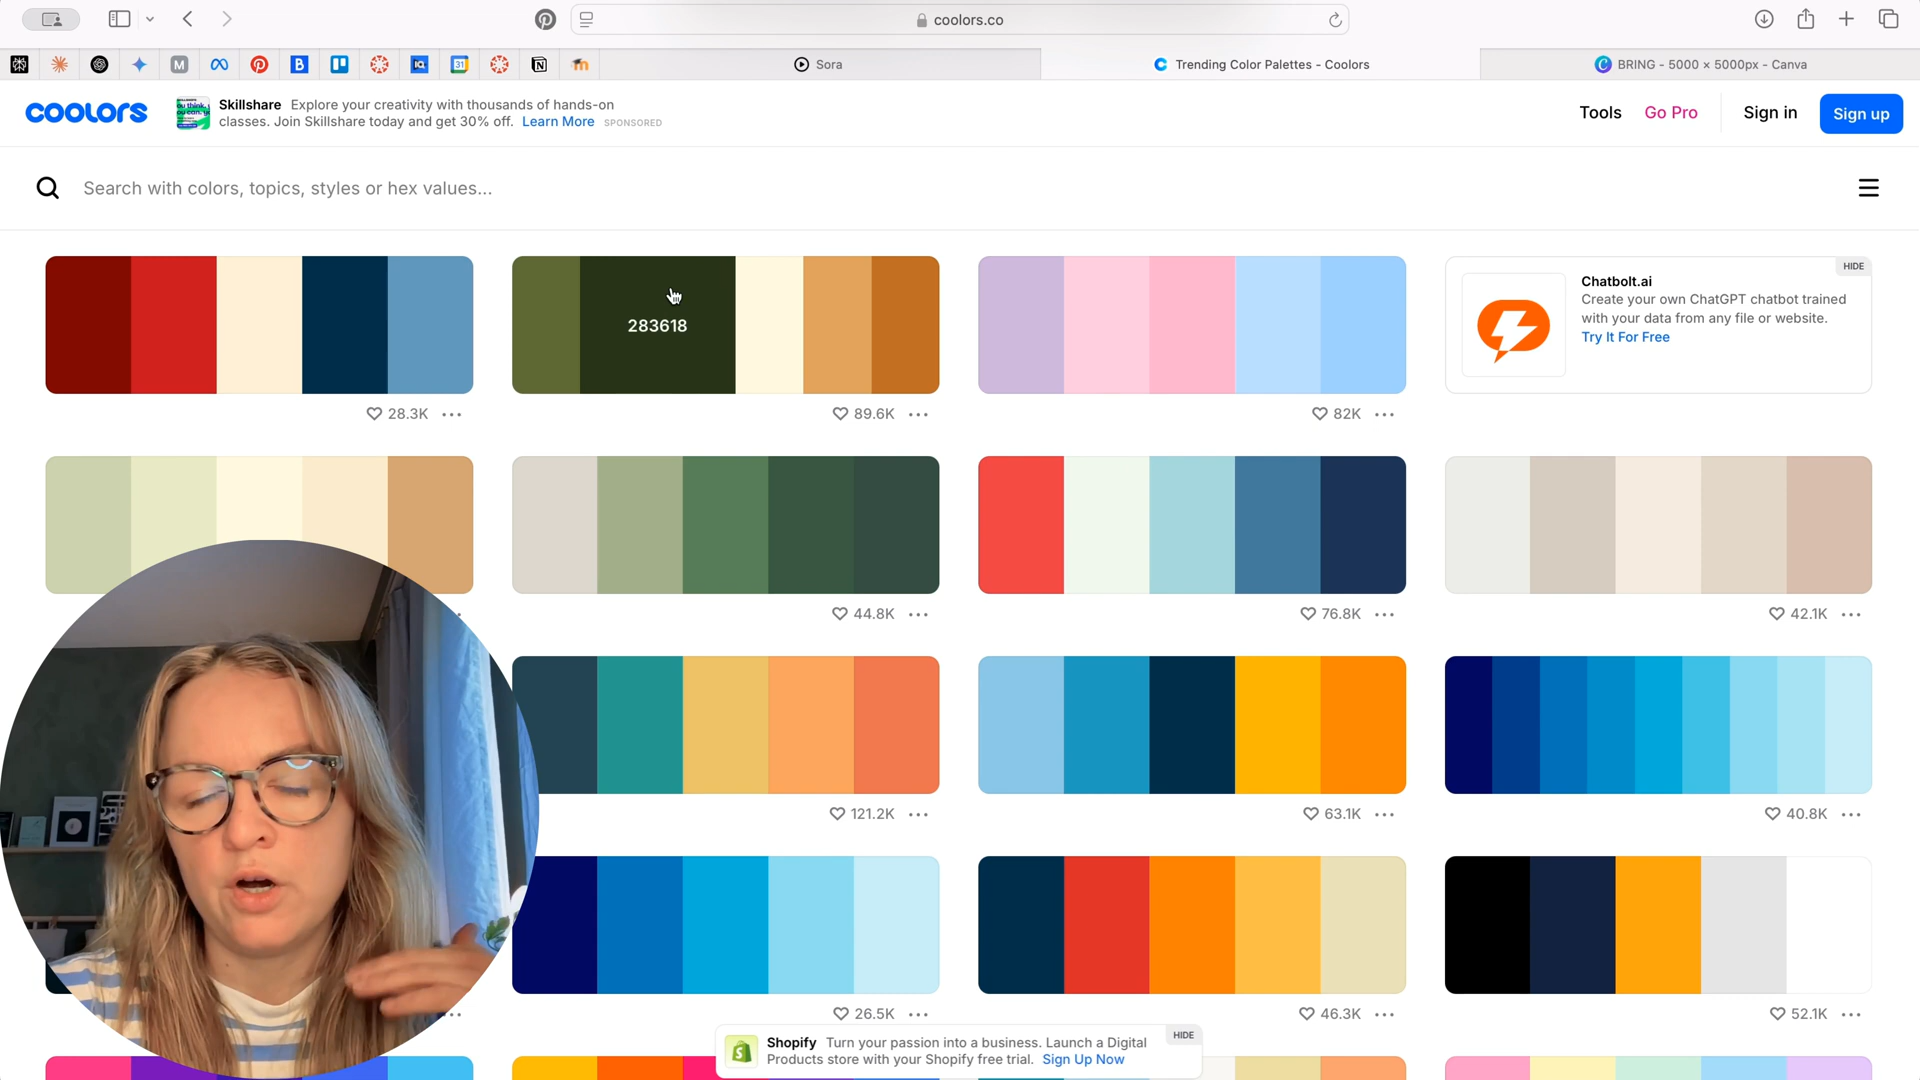 coolors.co
Sora
Trending Color Palettes - Coolors
BRING - 5000 × 5000px - Canva
coolors
Skillshare Explore your creativity with thousands of hands-on
classes. Join Skillshare today and get 30% off. Learn More SPONSORED
Tools
Go Pro
Sign in
Sign up
Search with colors, topics, styles or hex values...
283618
HIDE
Chatbolt.ai
Create your own ChatGPT chatbot trained
with your data from any file or website.
Try It For Free
28.3K
89.6K
82K
44.8K
76.8K
42.1K
121.2K
63.1K
40.8K
26.5K
46.3K
52.1K
Shopify Turn your passion into a business. Launch a Digital
Products store with your Shopify free trial. Sign Up Now
HIDE